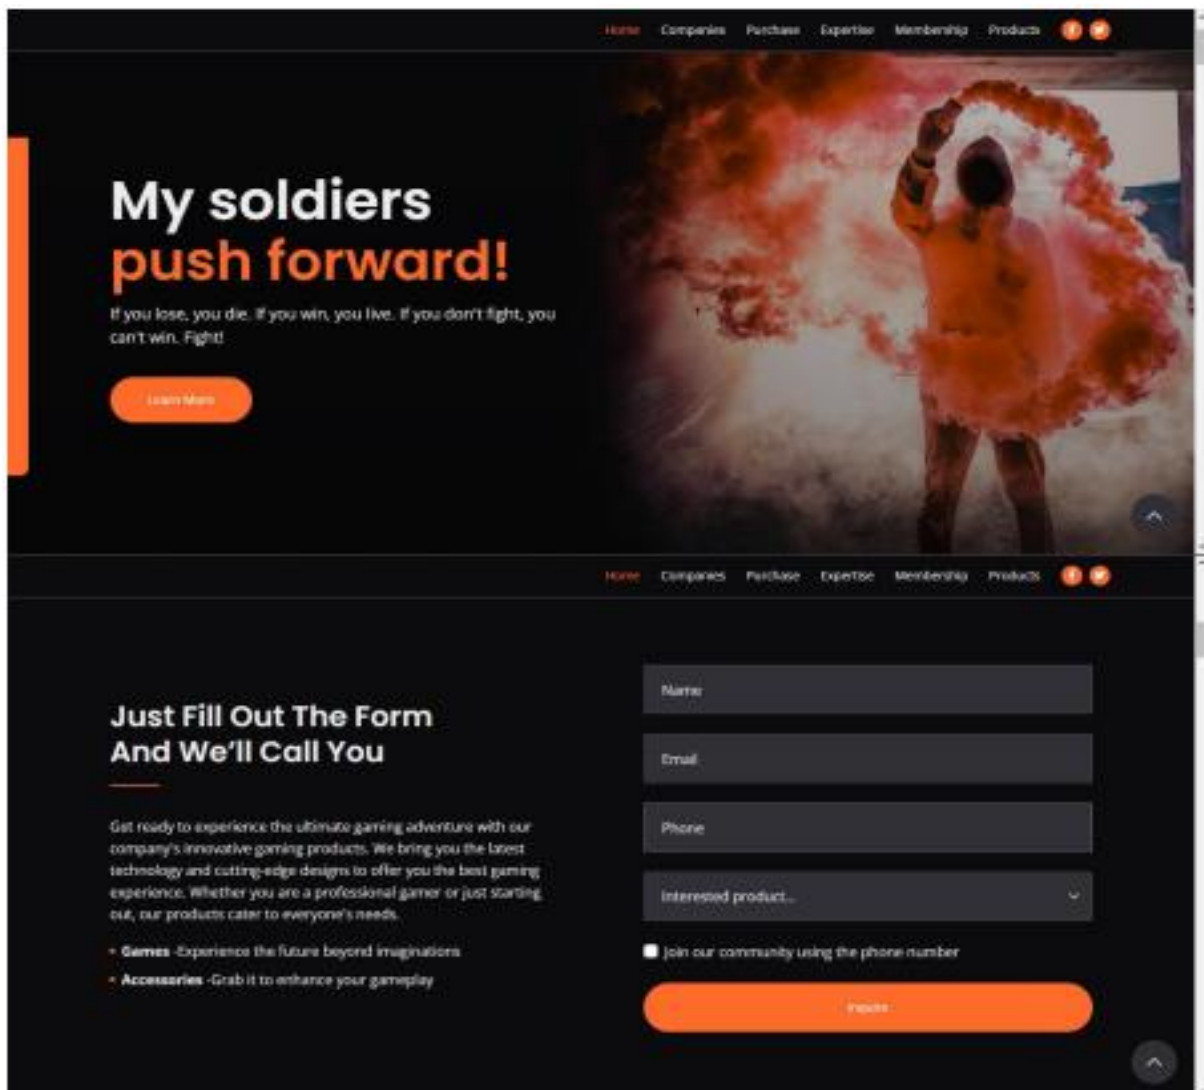 Home Companies Purchase Expertise Membership Products
My soldiers
push forward!
If you lose, you die. If you win, you live. If you don't fight, you
can't win. Fight!
Learn More
Home Companies Purchase Expertise Membership Products
Just Fill Out The Form
And We'll Call You
Get ready to experience the ultimate gaming adventure with our
company's innovative gaming products. We bring you the latest
technology and cutting-edge designs to offer you the best gaming
experience. Whether you are a professional gamer or just starting
out, our products cater to everyone's needs.
Games -Experience the future beyond imaginations
Accessories -Grab it to enhance your gameplay
Name
Email
Phone
Interested product...
Join our community using the phone number
Inquire